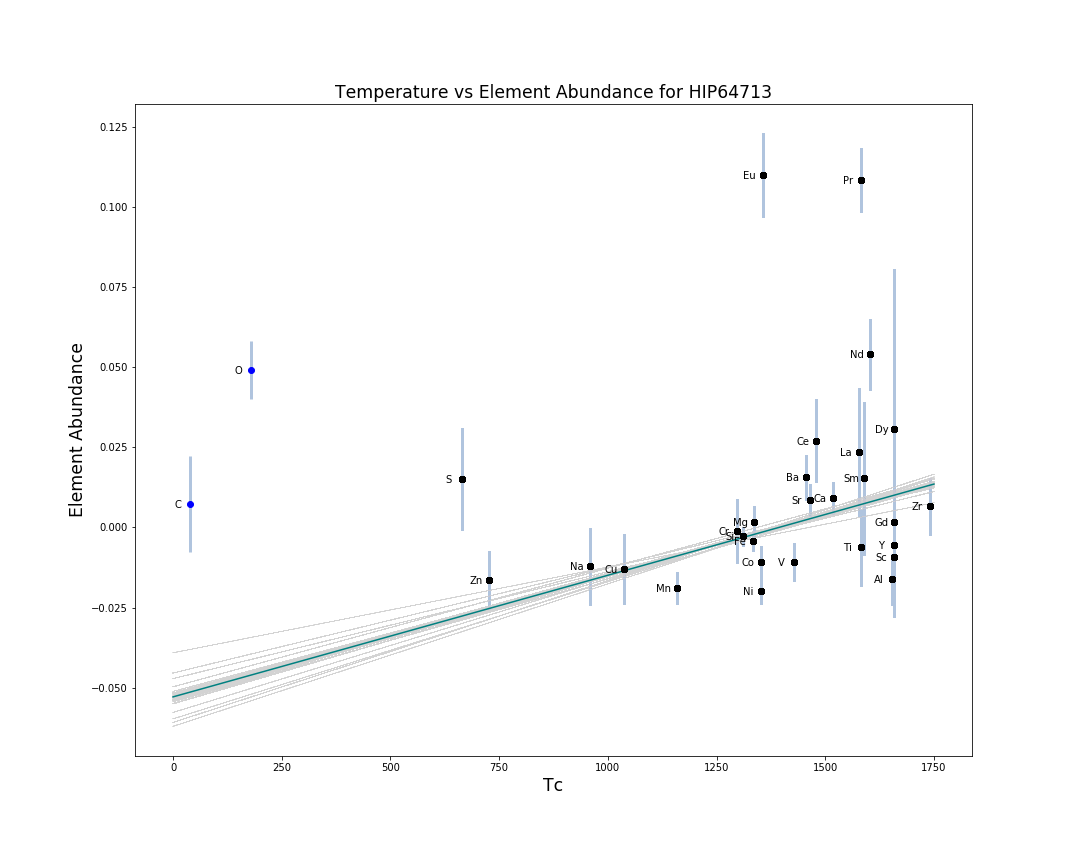 Temperature vs Element Abundance for HIP64713
Element Abundance
0.125
0.100
0.075
0.050
0.025
0.000
−0.025
−0.050
Eu
Pr
O
Nd
Dy
Ce
La
S
Ba
Sm
C
Sr
Ca
Zr
Mg
Gd
Cr
Si
Fe
Y
Ti
Sc
Co
V
Na
Cu
Al
Zn
Mn
Ni
0
250
500
750
1000
1250
1500
1750
Tc